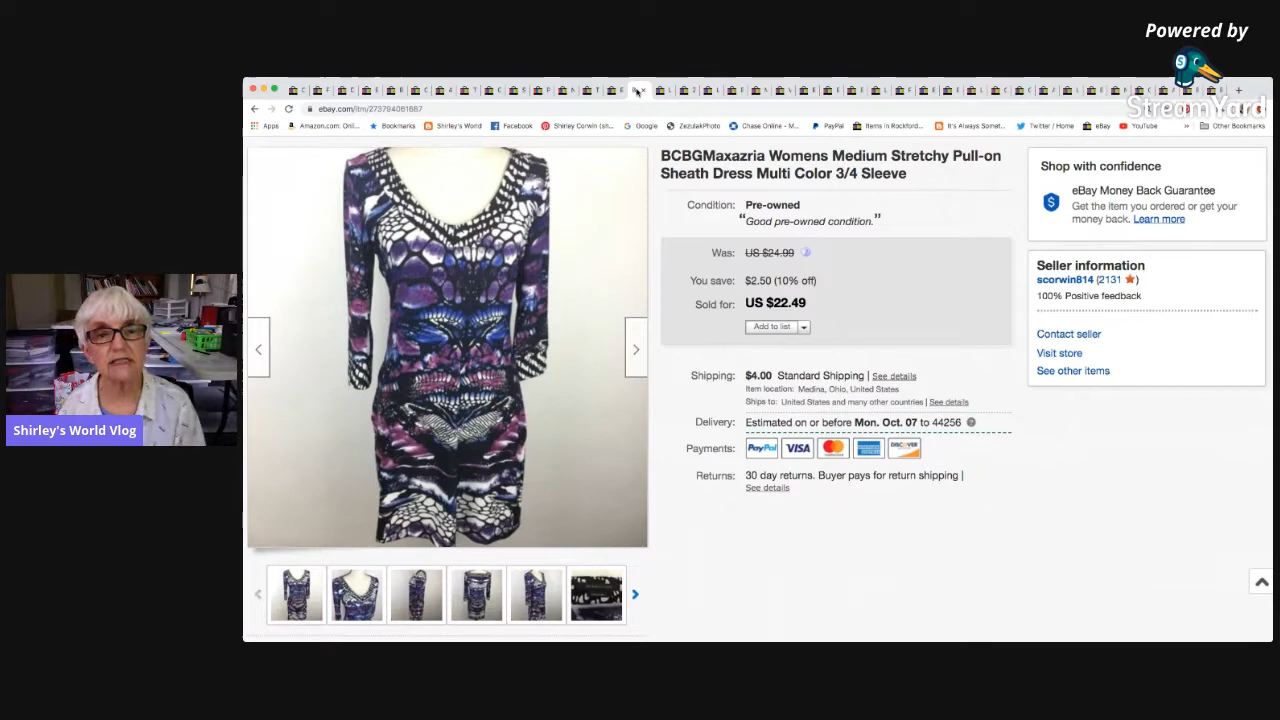 Powered by
StreamYard
ebay.com/itm/273794061687
Apps
Amazon.com: Onli...
Bookmarks
Shirley's World
Facebook
Shirley Corwin (sh...
Google
ZezulakPhoto
Chase Online - M...
PayPal
Items in Rockford...
It's Always Somet...
Twitter / Home
eBay
YouTube
»
Other Bookmarks
BCBGMaxazria Womens Medium Stretchy Pull-on
Sheath Dress Multi Color 3/4 Sleeve
Condition: Pre-owned
“Good pre-owned condition.”
Was: US $24.99
You save: $2.50 (10% off)
Sold for: US $22.49
Add to list
Shipping: $4.00 Standard Shipping | See details
Item location: Medina, Ohio, United States
Ships to: United States and many other countries | See details
Delivery: Estimated on or before Mon. Oct. 07 to 44256
Payments: PayPal VISA MasterCard DISCOVER
Returns: 30 day returns. Buyer pays for return shipping |
See details
Shop with confidence
eBay Money Back Guarantee
Get the item you ordered or get your
money back. Learn more
Seller information
scorwin814 (2131 )
100% Positive feedback
Contact seller
Visit store
See other items
Shirley's World Vlog